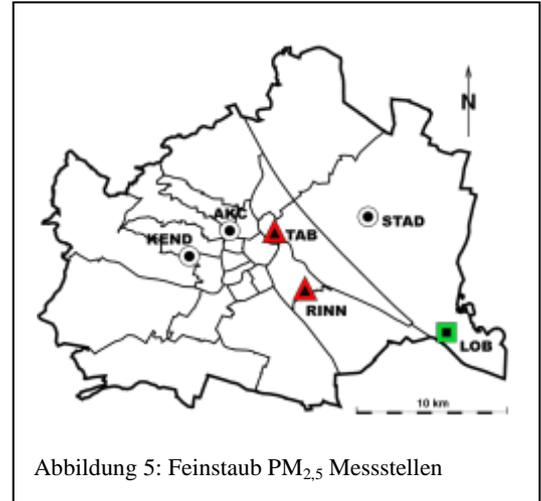 N
AKC
TAB
STAD
KEND
RINN
LOB
10 km
Abbildung 5: Feinstaub PM2,5 Messstellen